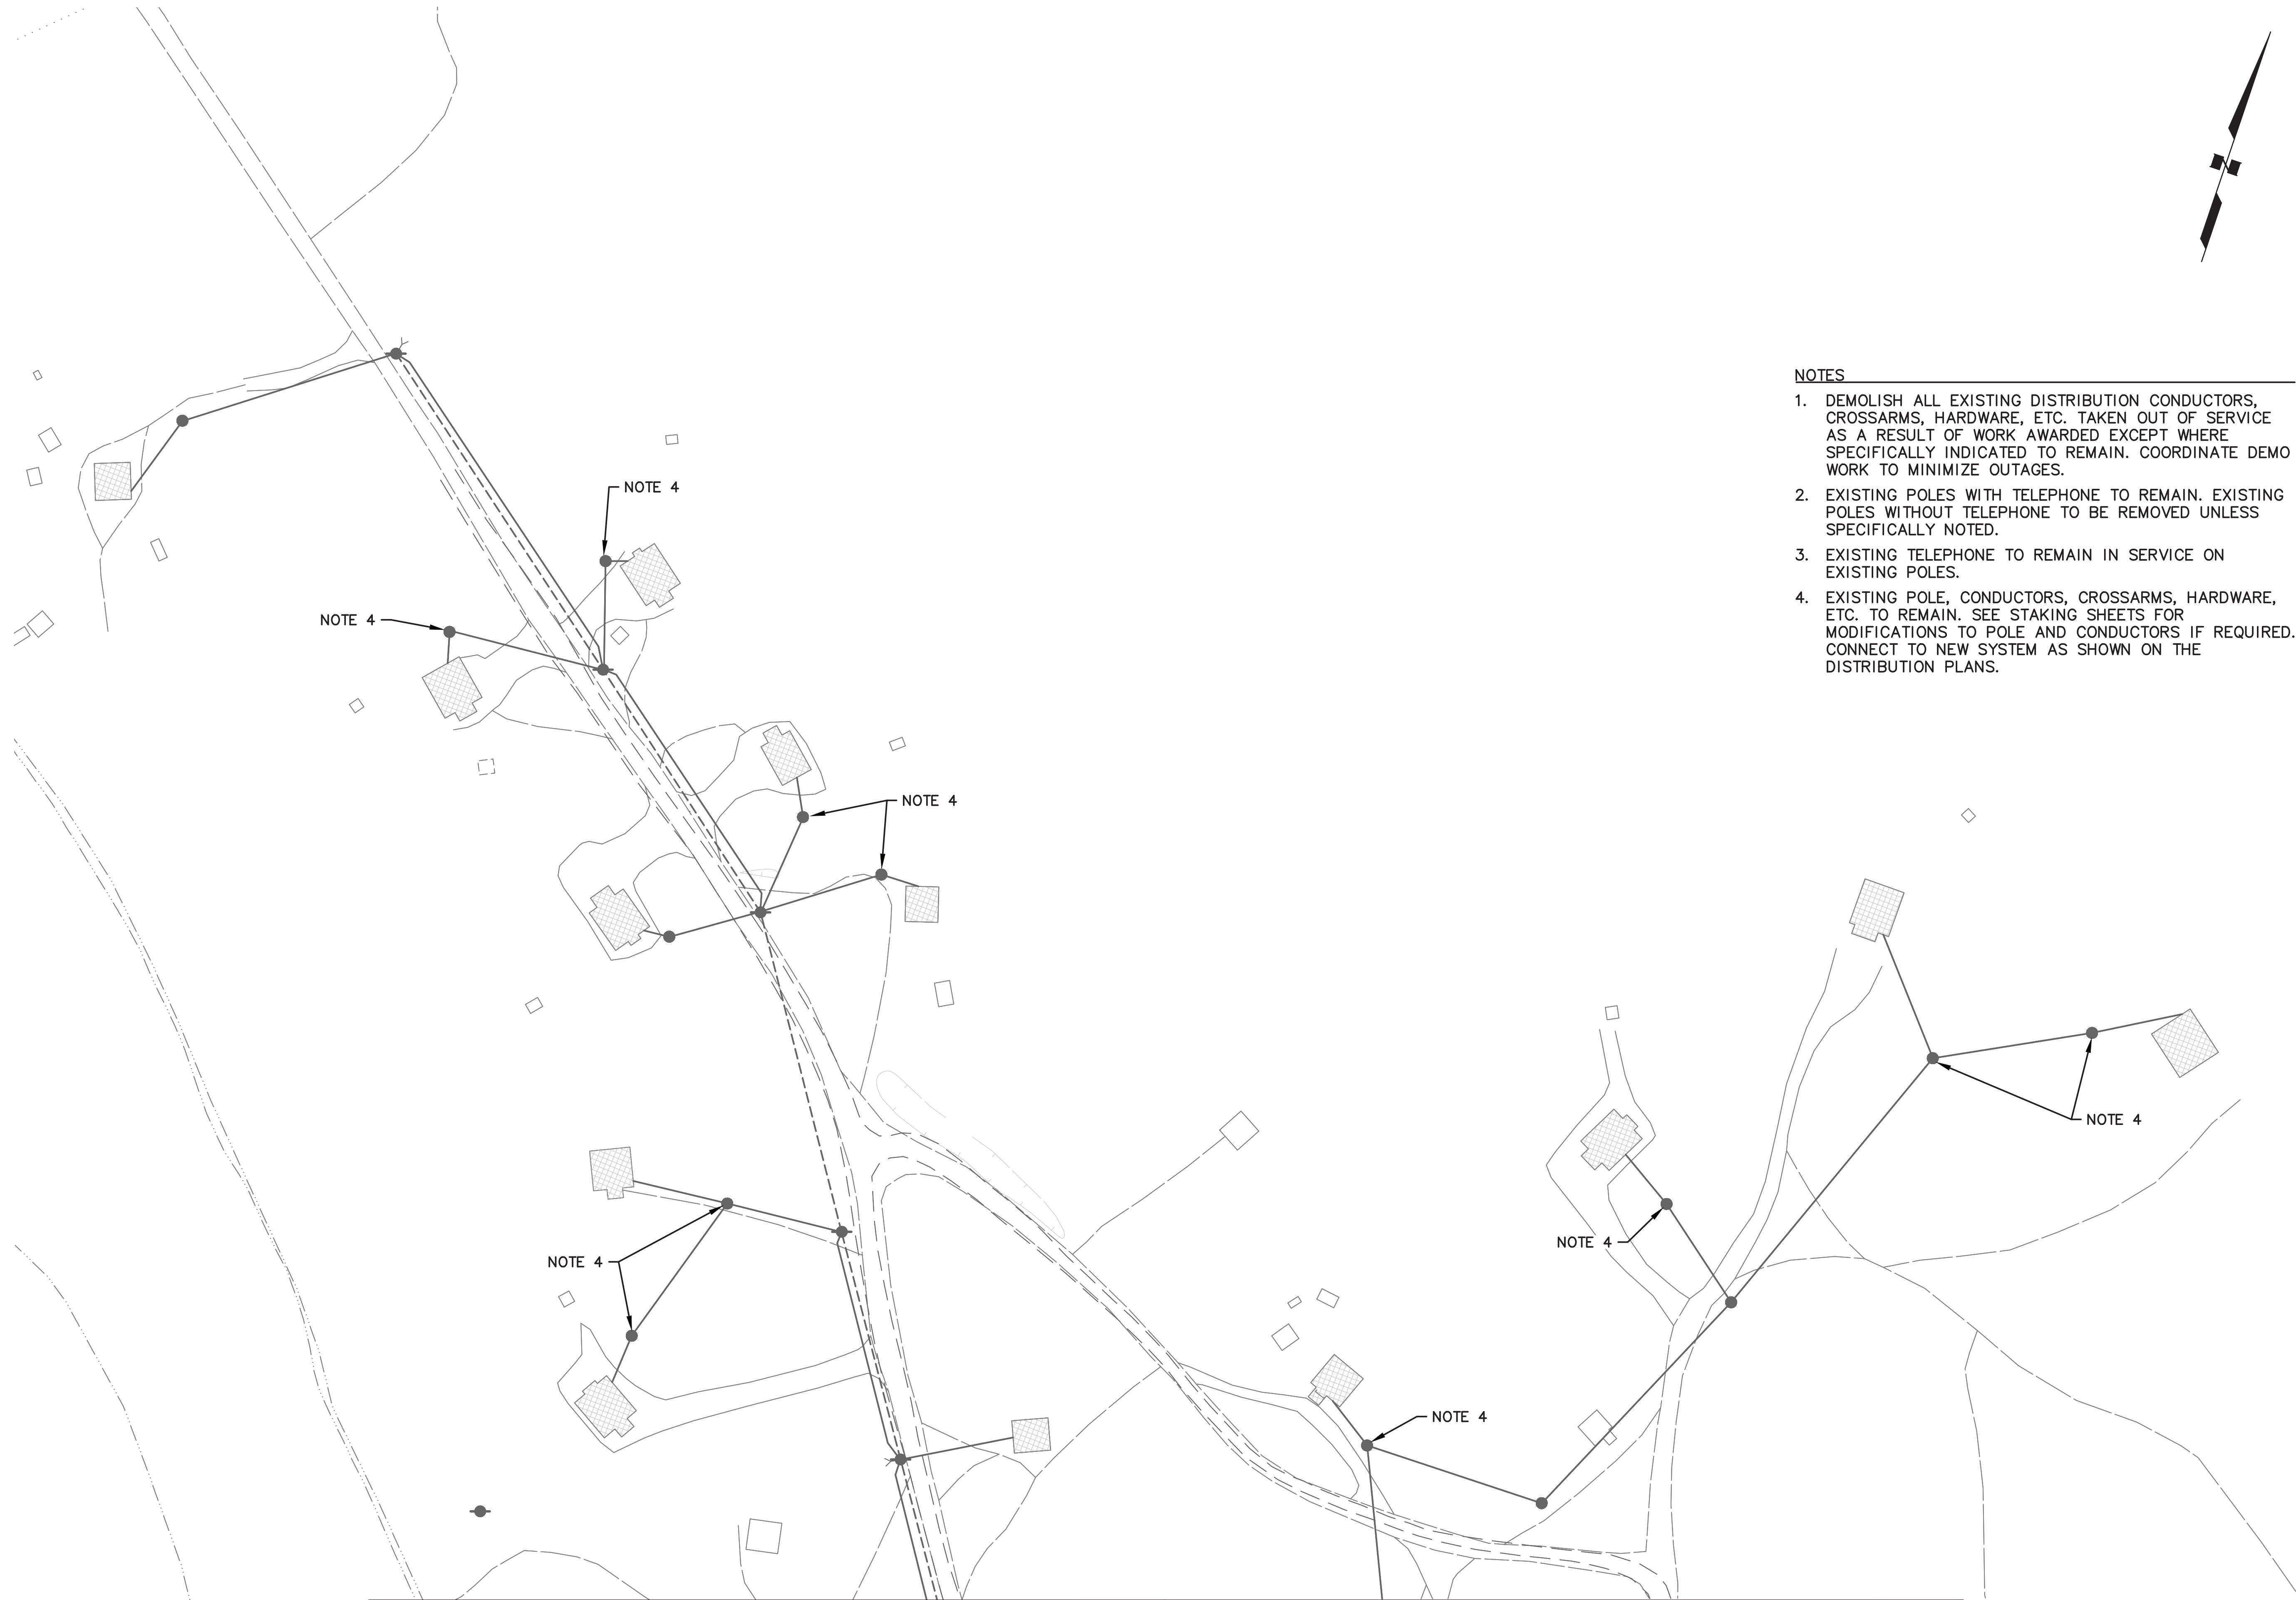 NOTES
1. DEMOLISH ALL EXISTING DISTRIBUTION CONDUCTORS,
CROSSARMS, HARDWARE, ETC. TAKEN OUT OF SERVICE
AS A RESULT OF WORK AWARDED EXCEPT WHERE
SPECIFICALLY INDICATED TO REMAIN. COORDINATE DEMO
WORK TO MINIMIZE OUTAGES.
2. EXISTING POLES WITH TELEPHONE TO REMAIN. EXISTING
POLES WITHOUT TELEPHONE TO BE REMOVED UNLESS
SPECIFICALLY NOTED.
3. EXISTING TELEPHONE TO REMAIN IN SERVICE ON
EXISTING POLES.
4. EXISTING POLE, CONDUCTORS, CROSSARMS, HARDWARE,
ETC. TO REMAIN. SEE STAKING SHEETS FOR
MODIFICATIONS TO POLE AND CONDUCTORS IF REQUIRED.
CONNECT TO NEW SYSTEM AS SHOWN ON THE
DISTRIBUTION PLANS.
NOTE 4
NOTE 4
NOTE 4
NOTE 4
NOTE 4
NOTE 4
NOTE 4
N